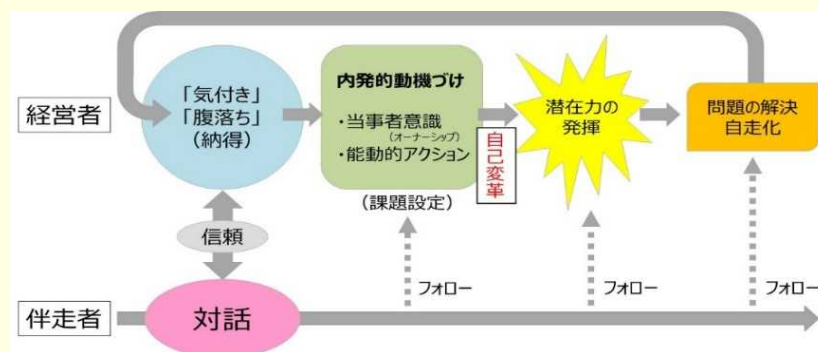 経営者
「気付き」
「腹落ち」
(納得)
内発的動機づけ
・当事者意識
(オーナーシップ)
・能動的アクション
(課題設定)
自己変革
潜在力の
発揮
問題の解決
自走化
信頼
フォロー
フォロー
フォロー
伴走者
対話